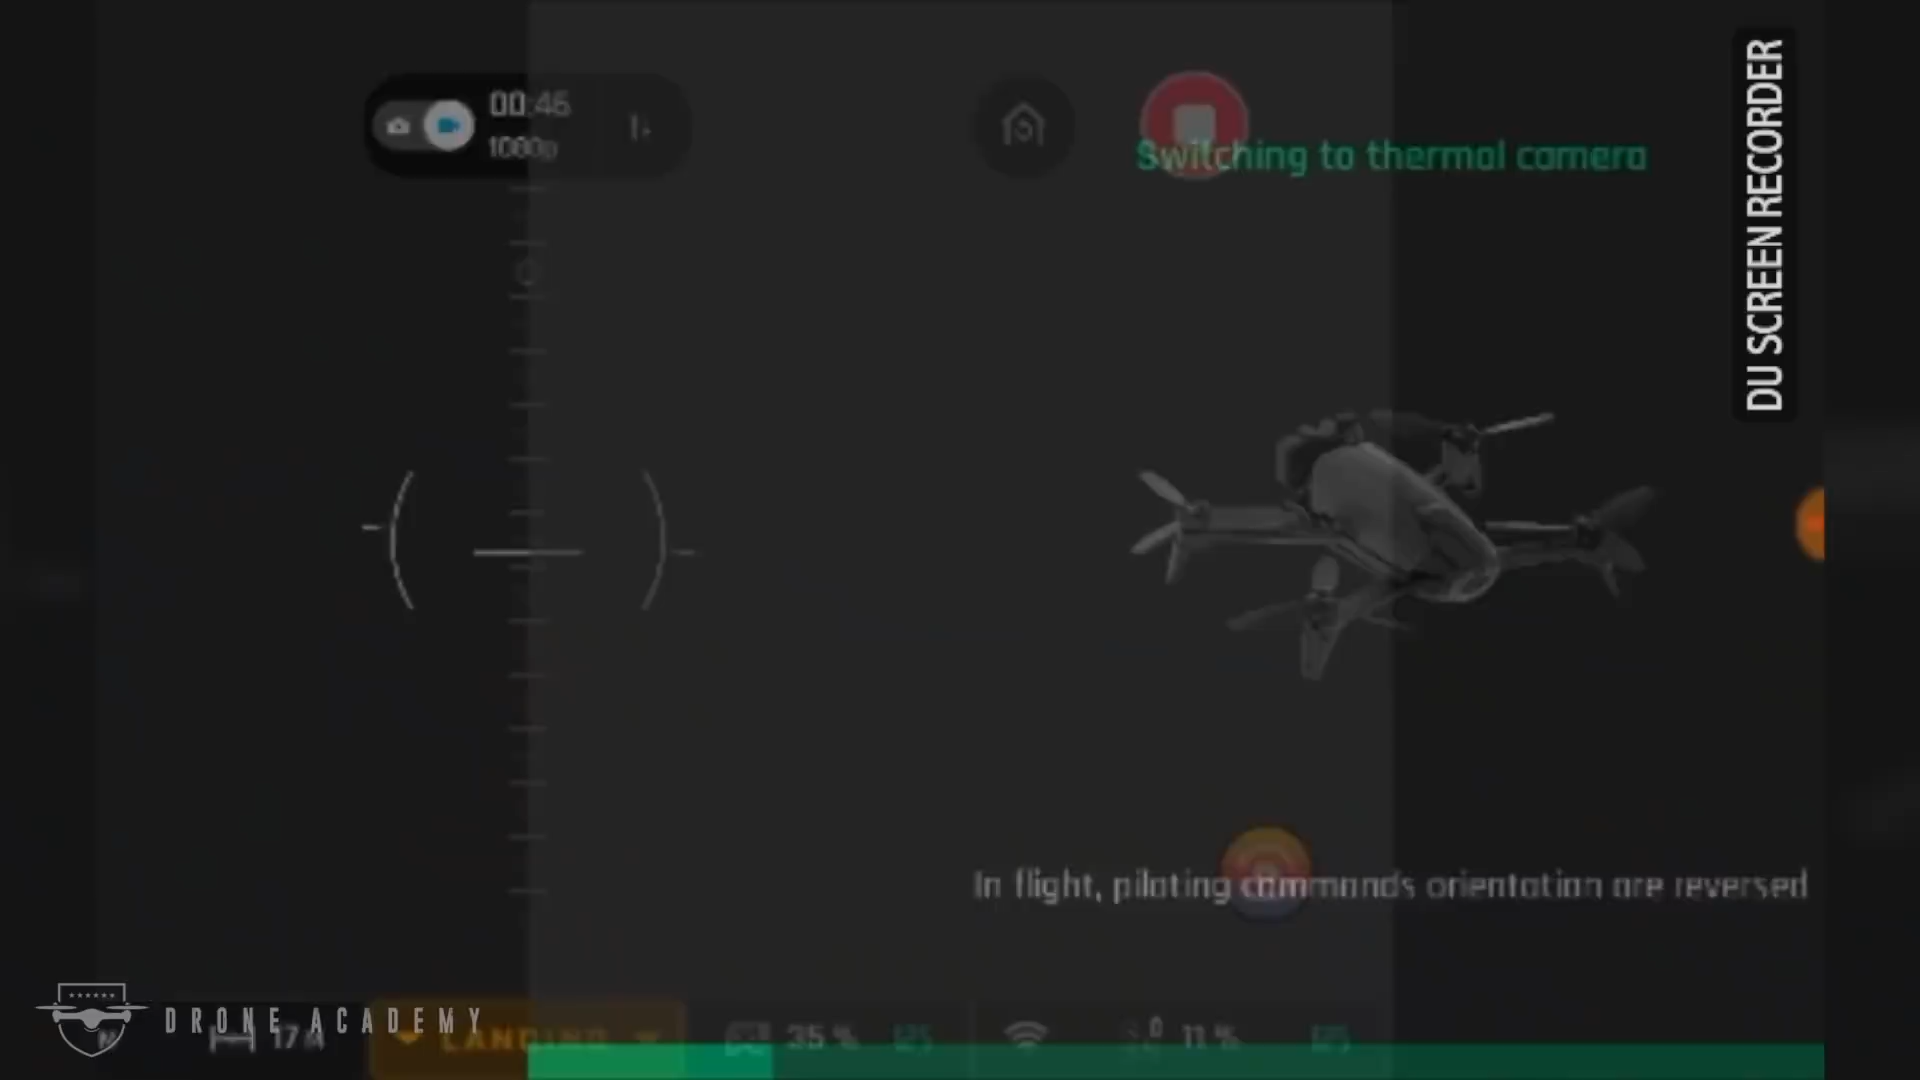 00:46
1080p
Switching to thermal camera
DU SCREEN RECORDER
In flight, piloting commands orientation are reversed
DRONE ACADEMY
LANDING
35 %
11 %